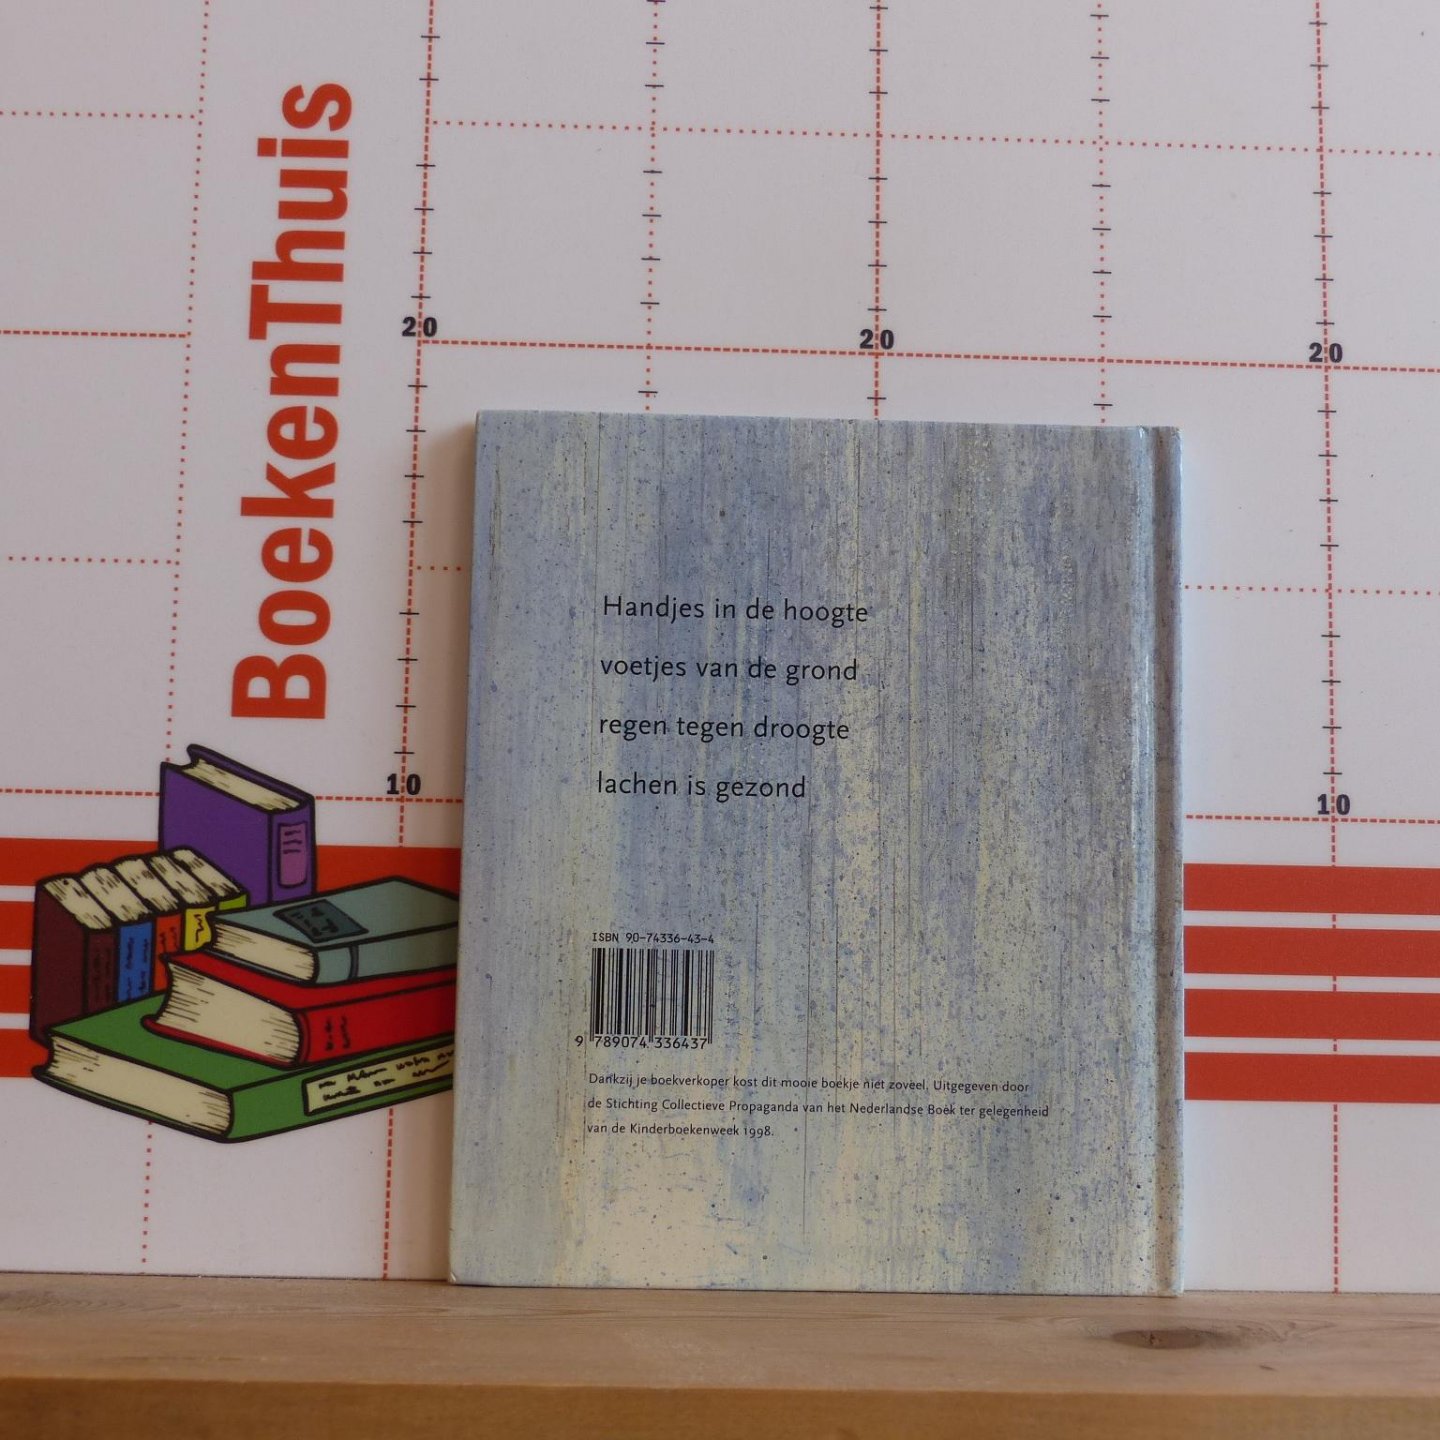 BoekenThuis
20
20
20
10
10
Handjes in de hoogte
voetjes van de grond
regen tegen droogte
lachen is gezond
ISBN 90-74336-43-4
9 789074 336437
Dankzij je boekverkoper kost dit mooie boekje niet zoveel. Uitgegeven door
de Stichting Collectieve Propaganda van het Nederlandse Boek ter gelegenheid
van de Kinderboekenweek 1998.